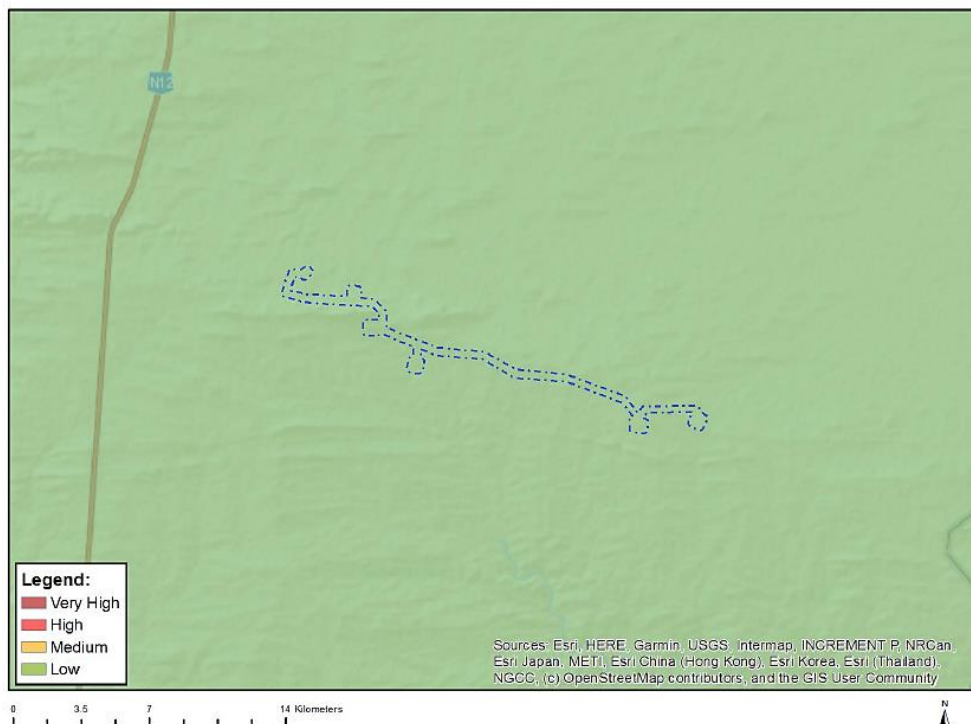 N12
Legend:
Very High
High
Medium
Low
Sources: Esri, HERE, Garmin, USGS, Intermap, INCREMENT P, NRCan,
Esri Japan, METI, Esri China (Hong Kong), Esri Korea, Esri (Thailand),
NGCC, (c) OpenStreetMap contributors, and the GIS User Community
0 3.5 7 14 Kilometers
N